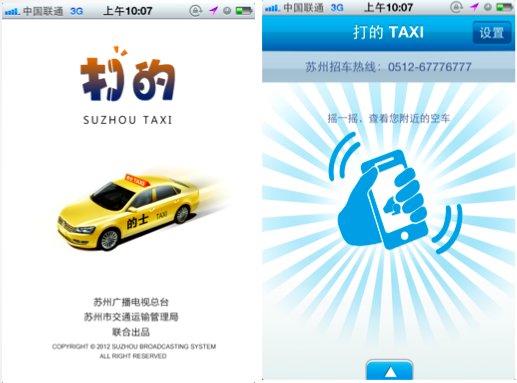 中国联通 3G 上午10:07
打的
SUZHOU TAXI
的士 TAXI
苏州广播电视总台
苏州市交通运输管理局
联合出品
COPYRIGHT © 2012 SUZHOU BROADCASTING SYSTEM
ALL RIGHT RESERVED
中国联通 3G 上午10:07
打的 TAXI
设置
苏州招车热线：0512-67776777
摇一摇，查看您附近的空车